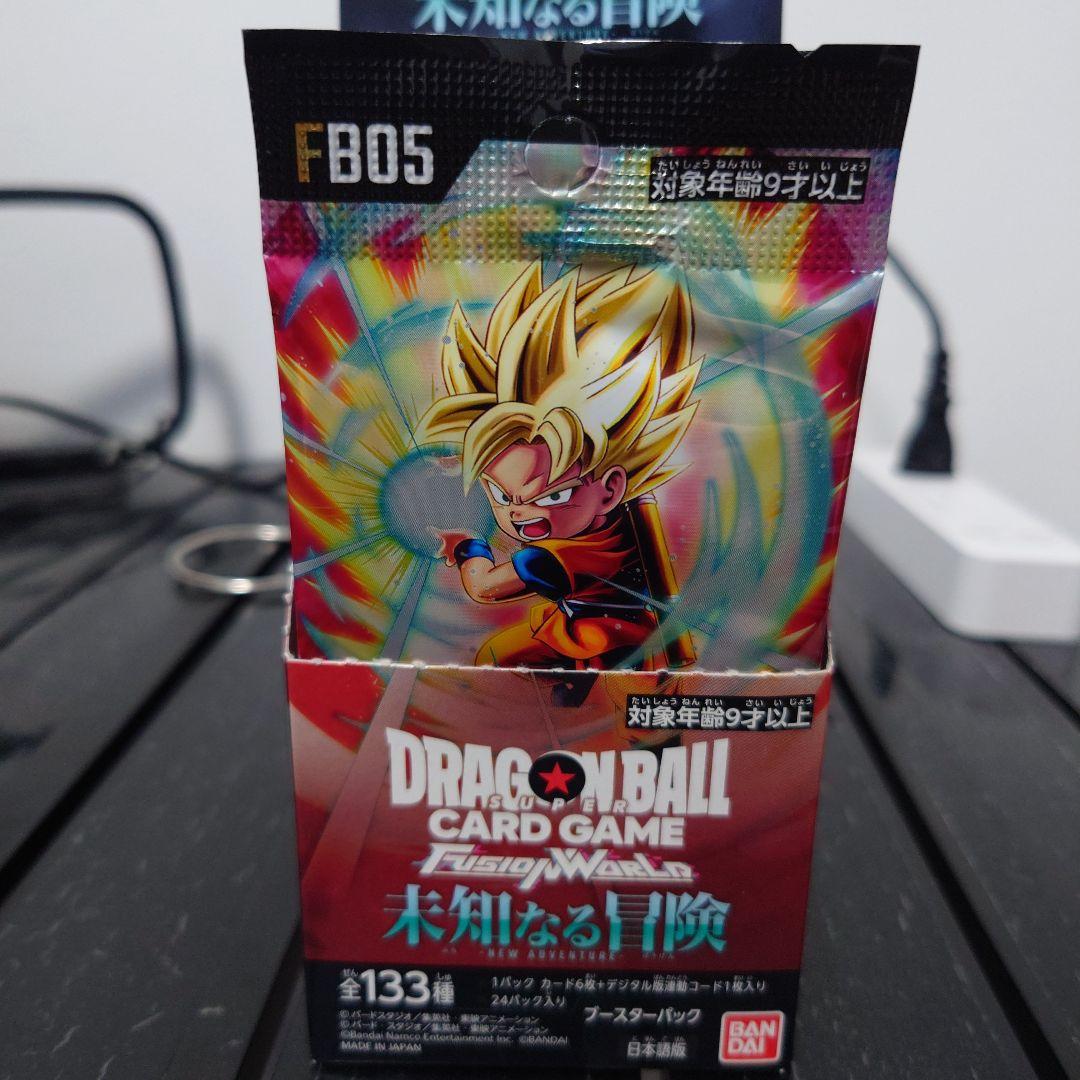 未知なる冒険
FB05
たいしょうねんれい さい いじょう
対象年齢9才以上
たいしょうねんれい さい いじょう
対象年齢9才以上
DRAGON BALL
SUPER
CARD GAME
FUSION WORLD
未知なる冒険
-NEW ADVENTURE-
ぜん しゅ
全133種
1パック カード6枚+デジタル版連動コード1枚入り
24パック入り
ブースターパック
©バードスタジオ/集英社・東映アニメーション
©バード・スタジオ/集英社・東映アニメーション
©Bandai Namco Entertainment Inc. ©BANDAI
MADE IN JAPAN
日本語版
BAN
DAI